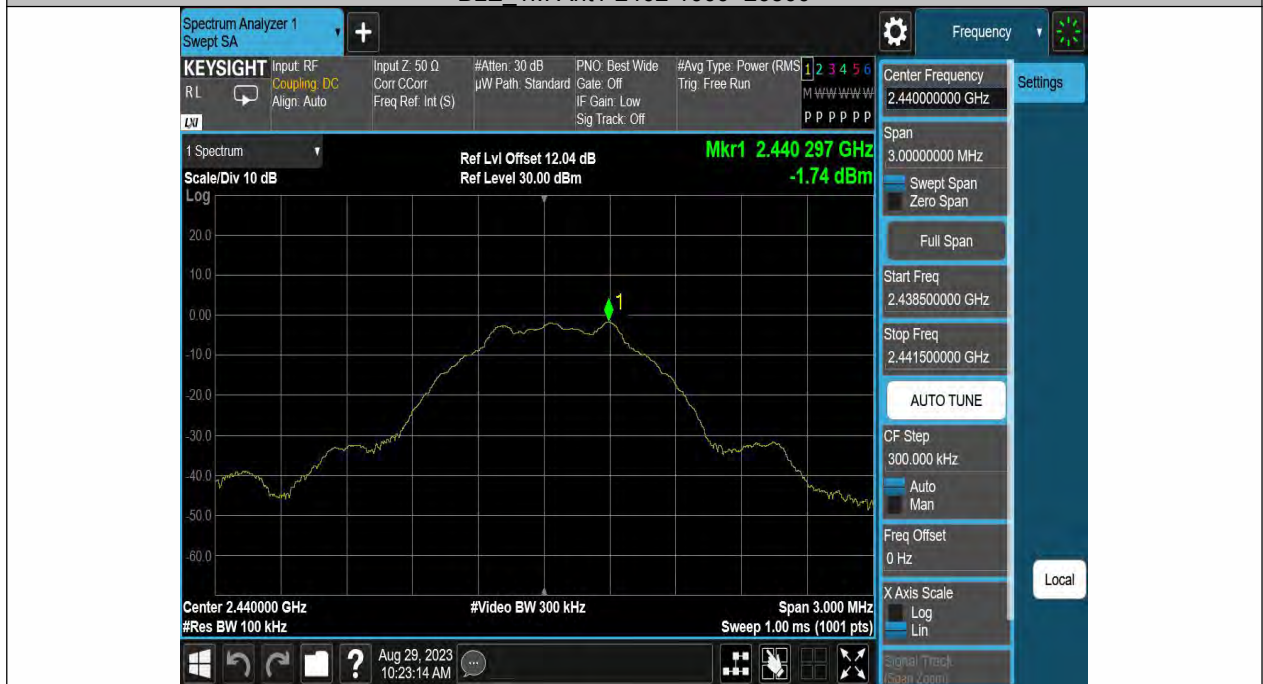 Spectrum Analyzer 1
Swept SA
+
Frequency
KEYSIGHT
RL
LXI
Input: RF
Coupling: DC
Align: Auto
Input Z: 50 Ω
Corr CCorr
Freq Ref: Int (S)
#Atten: 30 dB
µW Path: Standard
PNO: Best Wide
Gate: Off
IF Gain: Low
Sig Track: Off
#Avg Type: Power (RMS
Trig: Free Run
1 2 3 4 5 6
M W W W W W
P P P P P P
1 Spectrum
Scale/Div 10 dB
Log
Ref Lvl Offset 12.04 dB
Ref Level 30.00 dBm
Mkr1 2.440 297 GHz
-1.74 dBm
20.0
10.0
0.00
-10.0
-20.0
-30.0
-40.0
-50.0
-60.0
1
Center 2.440000 GHz
#Res BW 100 kHz
#Video BW 300 kHz
Span 3.000 MHz
Sweep 1.00 ms (1001 pts)
?
Aug 29, 2023
10:23:14 AM
Center Frequency
2.440000000 GHz
Settings
Span
3.00000000 MHz
Swept Span
Zero Span
Full Span
Start Freq
2.438500000 GHz
Stop Freq
2.441500000 GHz
AUTO TUNE
CF Step
300.000 kHz
Auto
Man
Freq Offset
0 Hz
X Axis Scale
Log
Lin
Signal Track
(Span Zoom)
Local